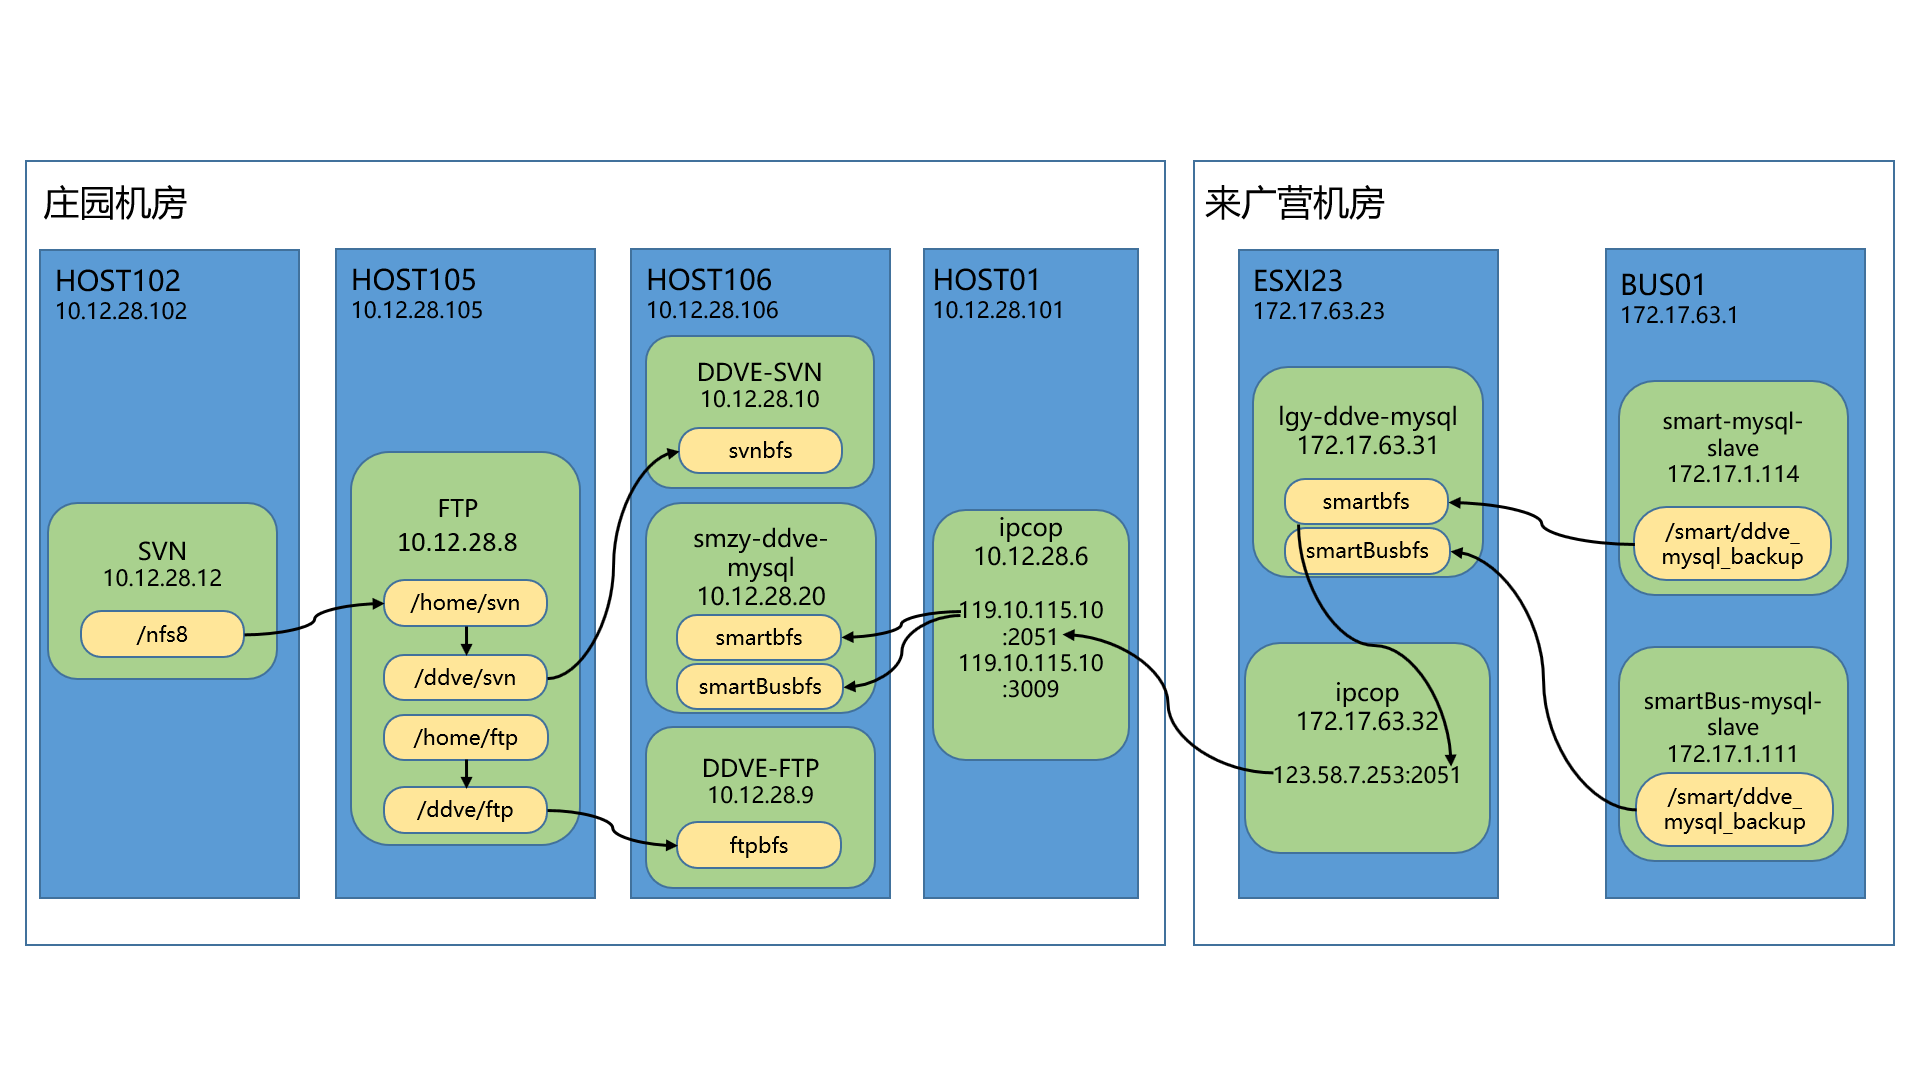 庄园机房
HOST102
10.12.28.102
SVN
10.12.28.12
/nfs8
HOST105
10.12.28.105
FTP
10.12.28.8
/home/svn
/ddve/svn
/home/ftp
/ddve/ftp
HOST106
10.12.28.106
DDVE-SVN
10.12.28.10
svnbfs
smzy-ddve-
mysql
10.12.28.20
smartbfs
smartBusbfs
DDVE-FTP
10.12.28.9
ftpbfs
HOST01
10.12.28.101
ipcop
10.12.28.6
119.10.115.10
:2051
119.10.115.10
:3009
来广营机房
ESXI23
172.17.63.23
lgy-ddve-mysql
172.17.63.31
smartbfs
smartBusbfs
ipcop
172.17.63.32
123.58.7.253:2051
BUS01
172.17.63.1
smart-mysql-
slave
172.17.1.114
/smart/ddve_
mysql_backup
smartBus-mysql-
slave
172.17.1.111
/smart/ddve_
mysql_backup